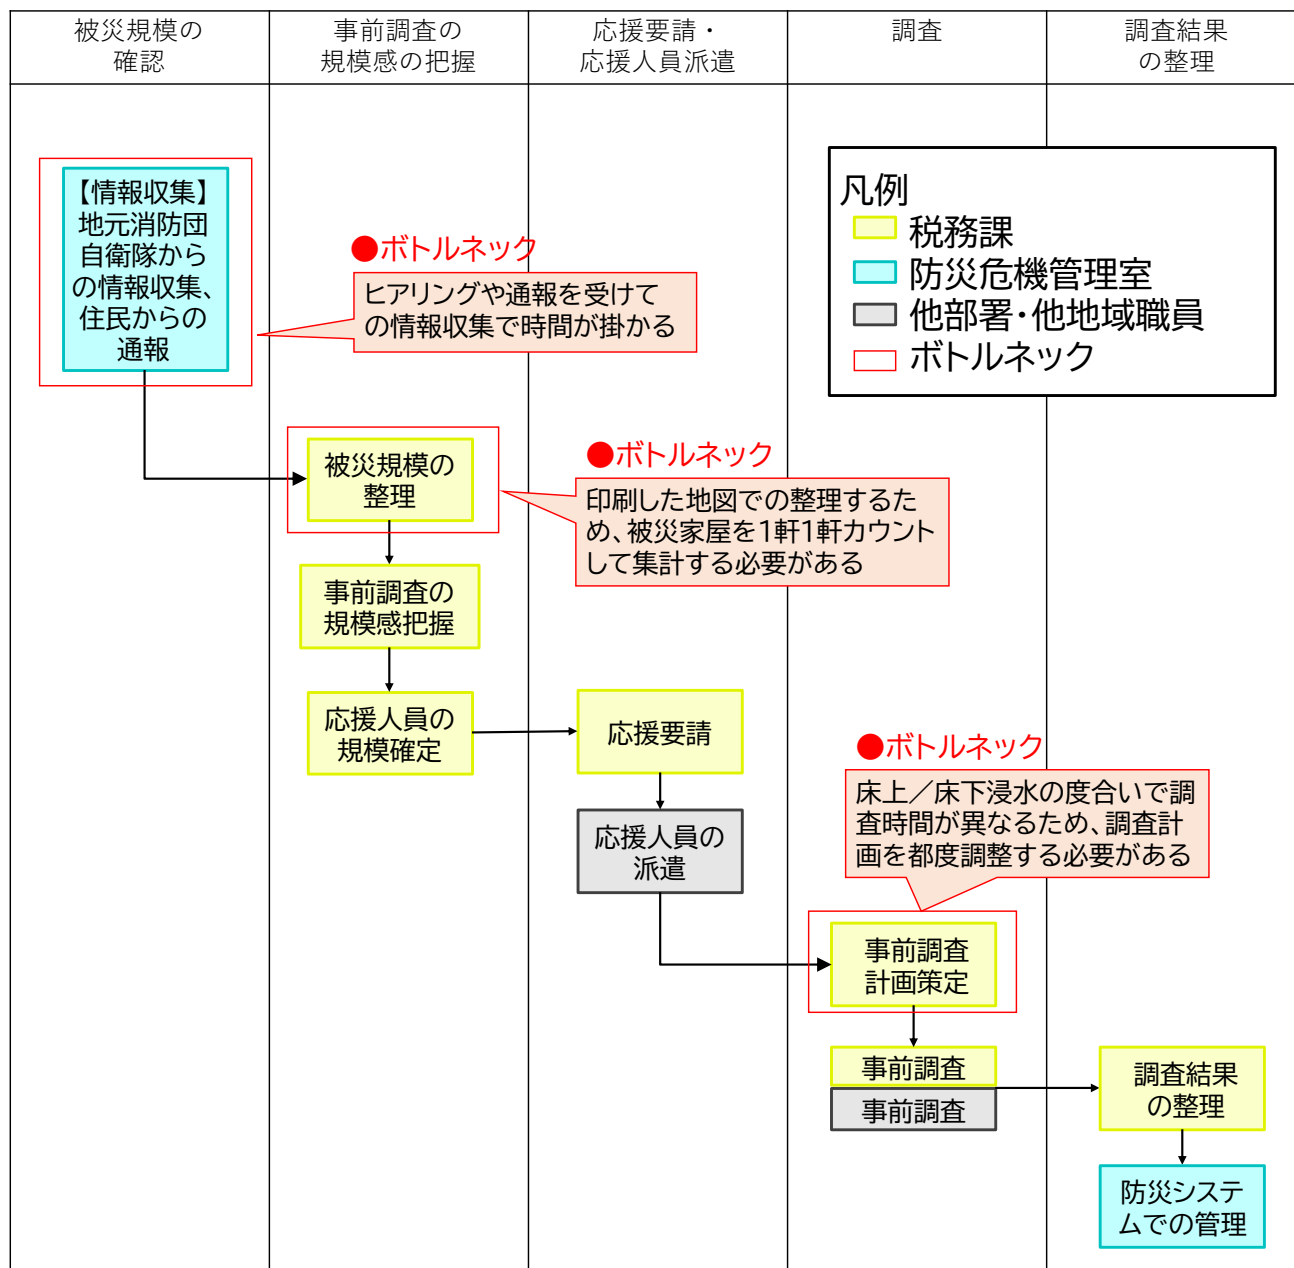 被災規模の
確認
事前調査の
規模感の把握
応援要請・
応援人員派遣
調査
調査結果
の整理
【情報収集】
地元消防団
自衛隊から
の情報収集、
住民からの
通報
●ボトルネック
ヒアリングや通報を受けて
の情報収集で時間が掛かる
凡例
税務課
防災危機管理室
他部署・他地域職員
ボトルネック
被災規模の
整理
●ボトルネック
印刷した地図での整理するた
め、被災家屋を1軒1軒カウント
して集計する必要がある
事前調査の
規模感把握
応援人員の
規模確定
応援要請
応援人員の
派遣
●ボトルネック
床上／床下浸水の度合いで調
査時間が異なるため、調査計
画を都度調整する必要がある
事前調査
計画策定
事前調査
事前調査
調査結果
の整理
防災システ
ムでの管理